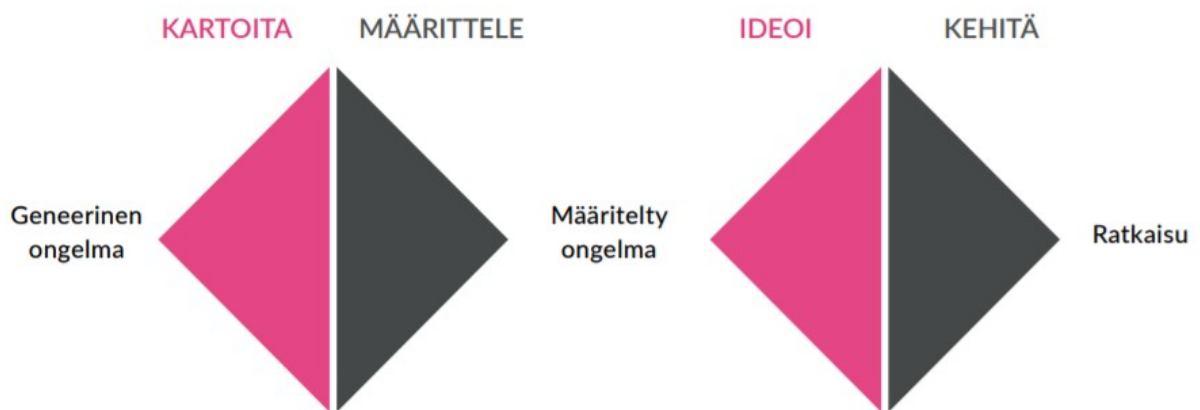 KARTOITA MÄÄRITTELE IDEOI KEHITÄ
Geneerinen
ongelma
Määritelty
ongelma
Ratkaisu